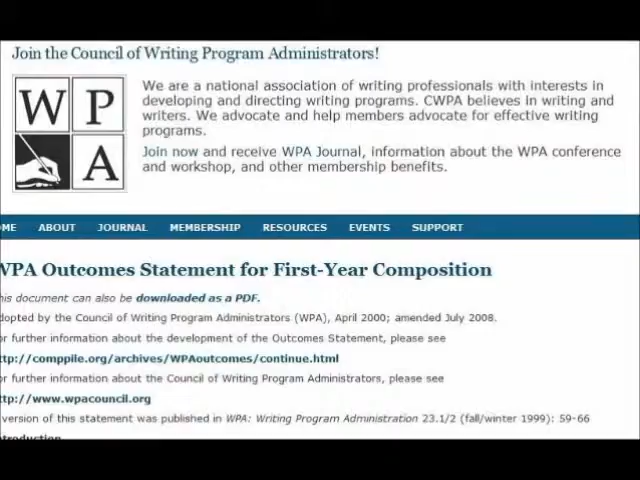 Join the Council of Writing Program Administrators!
W P
A
We are a national association of writing professionals with interests in
developing and directing writing programs. CWPA believes in writing and
writers. We advocate and help members advocate for effective writing
programs.
Join now and receive WPA Journal, information about the WPA conference
and workshop, and other membership benefits.
OME ABOUT JOURNAL MEMBERSHIP RESOURCES EVENTS SUPPORT
WPA Outcomes Statement for First-Year Composition
his document can also be downloaded as a PDF.
dopted by the Council of Writing Program Administrators (WPA), April 2000; amended July 2008.
or further information about the development of the Outcomes Statement, please see
ttp://comppile.org/archives/WPAoutcomes/continue.html
or further information about the Council of Writing Program Administrators, please see
ttp://www.wpacouncil.org
version of this statement was published in WPA: Writing Program Administration 23.1/2 (fall/winter 1999): 59-66
ntroduction